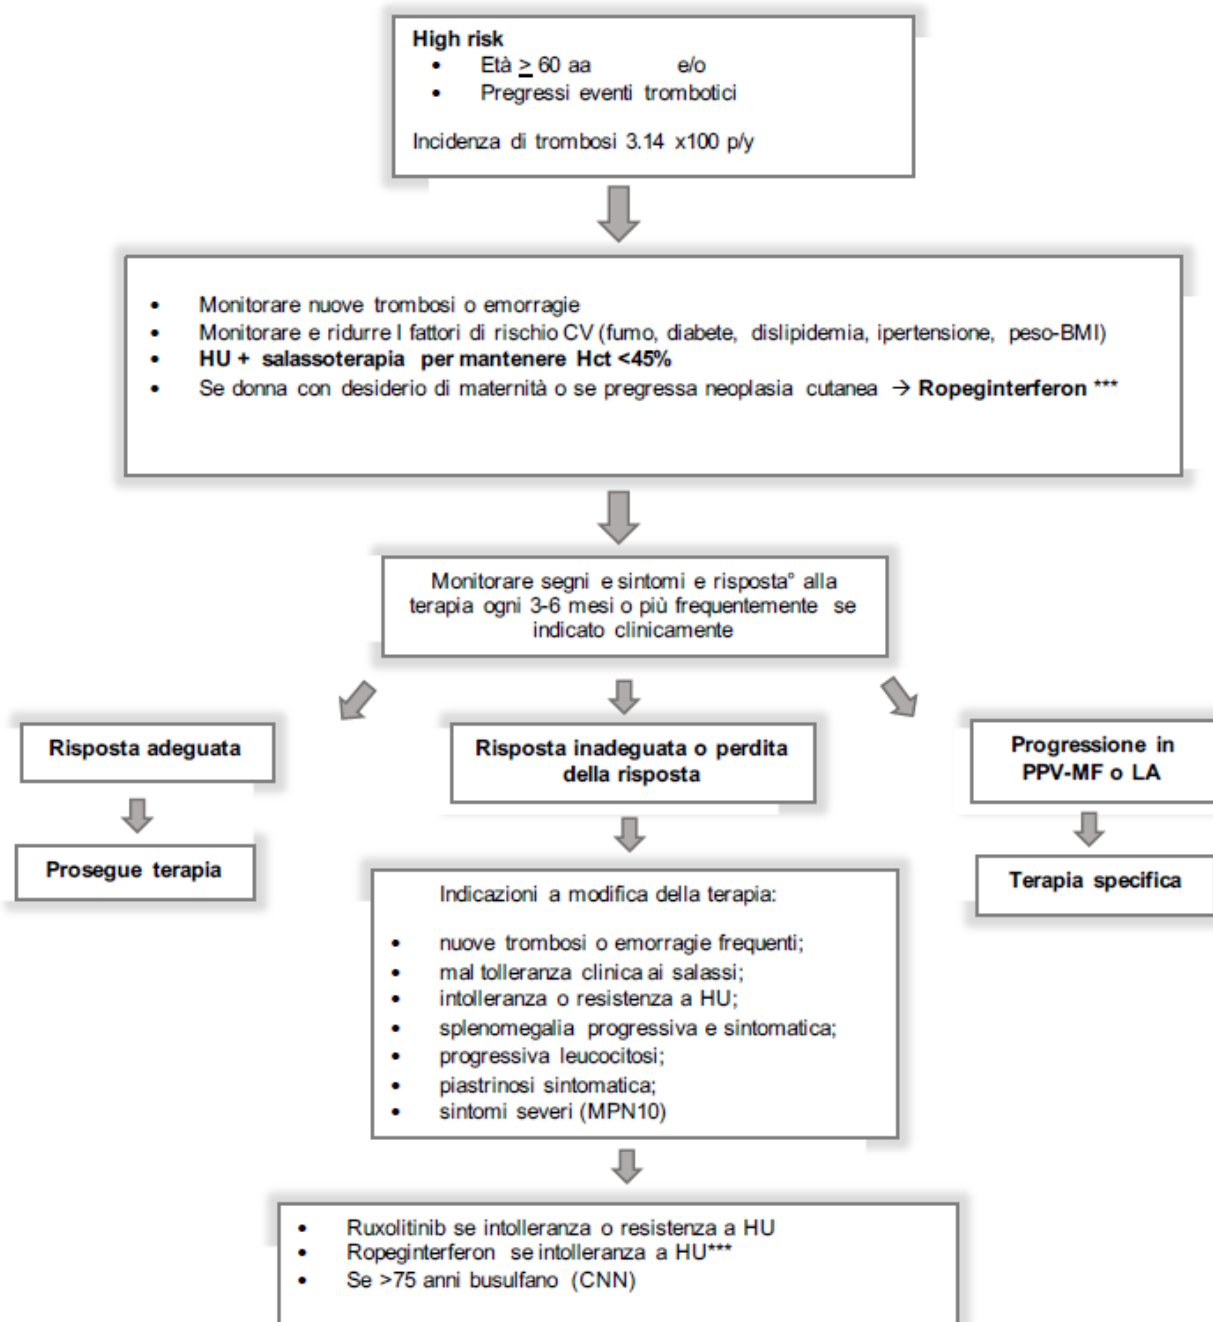 High risk
• Età ≥ 60 aa e/o
• Pregressi eventi trombotici
Incidenza di trombosi 3.14 x100 p/y
• Monitorare nuove trombosi o emorragie
• Monitorare e ridurre I fattori di rischio CV (fumo, diabete, dislipidemia, ipertensione, peso-BMI)
• HU + salassoterapia per mantenere Hct <45%
• Se donna con desiderio di maternità o se pregressa neoplasia cutanea → Ropeginterferon ***
Monitorare segni e sintomi e risposta° alla
terapia ogni 3-6 mesi o più frequentemente se
indicato clinicamente
Risposta adeguata
Risposta inadeguata o perdita
della risposta
Progressione in
PPV-MF o LA
Prosegue terapia
Terapia specifica
Indicazioni a modifica della terapia:
• nuove trombosi o emorragie frequenti;
• mal tolleranza clinica ai salassi;
• intolleranza o resistenza a HU;
• splenomegalia progressiva e sintomatica;
• progressiva leucocitosi;
• piastrinosi sintomatica;
• sintomi severi (MPN10)
• Ruxolitinib se intolleranza o resistenza a HU
• Ropeginterferon se intolleranza a HU***
• Se >75 anni busulfano (CNN)